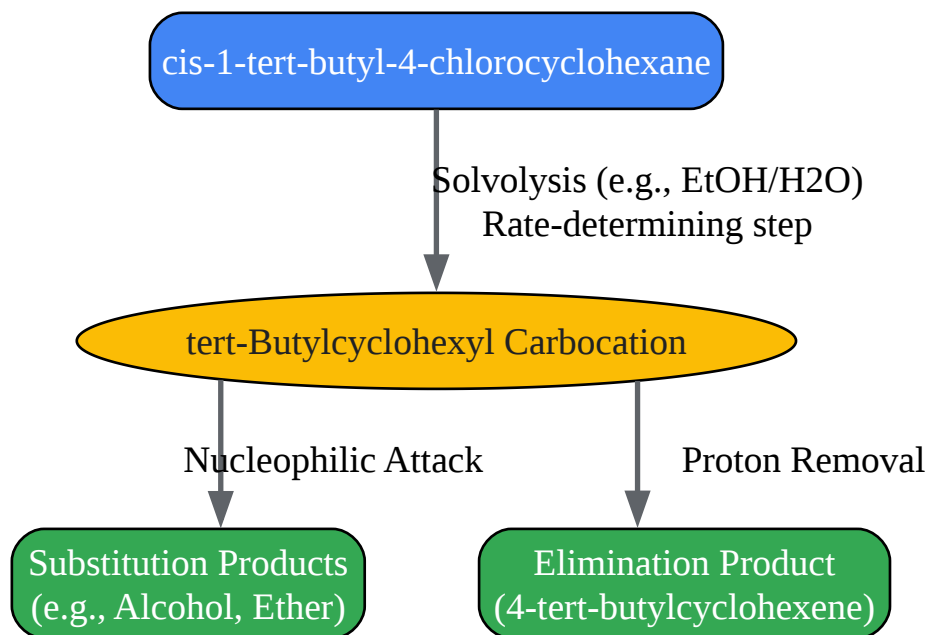 cis-1-tert-butyl-4-chlorocyclohexane
Solvolysis (e.g., EtOH/H2O)
Rate-determining step
tert-Butylcyclohexyl Carbocation
Nucleophilic Attack
Proton Removal
Substitution Products
(e.g., Alcohol, Ether)
Elimination Product
(4-tert-butylcyclohexene)